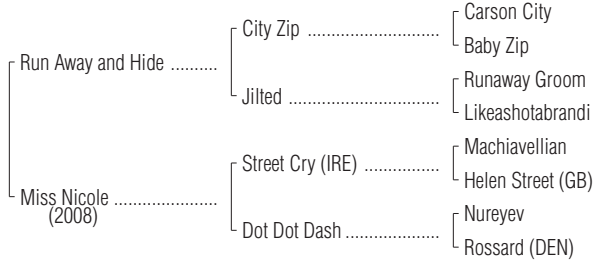 Carson City
City Zip ........................
Baby Zip
Run Away and Hide ..........
Runaway Groom
Jilted ............................
Likeashotabrandi
Machiavellian
Street Cry (IRE) ..............
Helen Street (GB)
Miss Nicole ...................
(2008)
Nureyev
Dot Dot Dash ..................
Rossard (DEN)